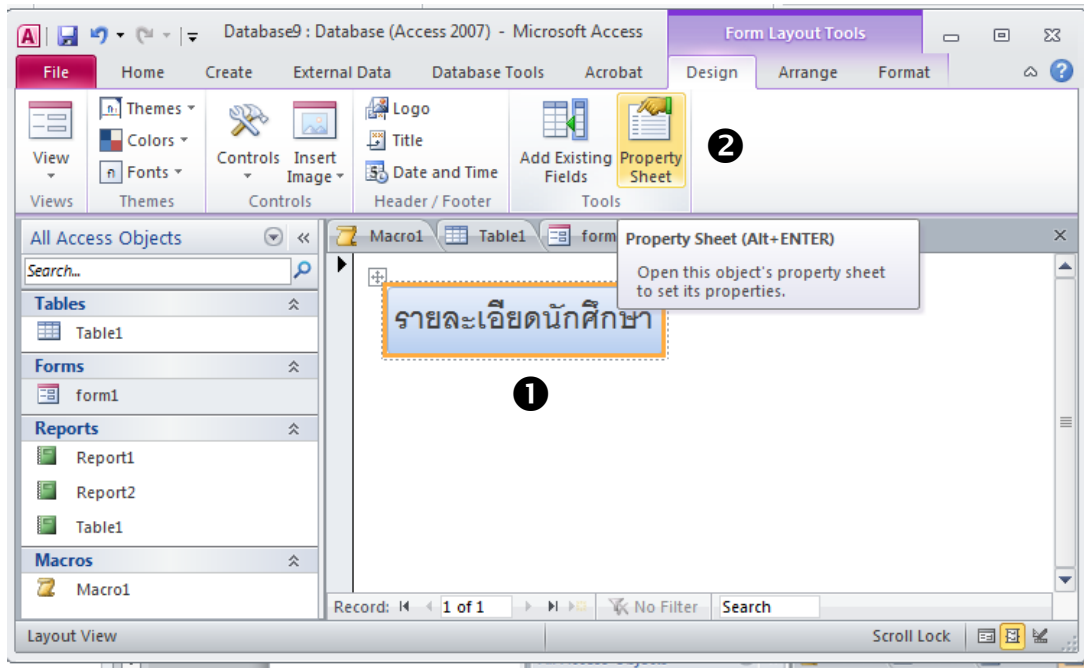 Database9 : Database (Access 2007) - Microsoft Access Form Layout Tools
File Home Create External Data Database Tools Acrobat Design Arrange Format
View
Themes
Colors
Fonts
Controls
Insert
Image
Logo
Title
Date and Time
Add Existing
Fields
Property
Sheet
Views Themes Controls Header / Footer Tools
❷
All Access Objects
Macro1 Table1 form
Property Sheet (Alt+ENTER)
Open this object's property sheet
to set its properties.
Search...
Tables
Table1
Forms
form1
Reports
Report1
Report2
Table1
Macros
Macro1
รายละเอียดนักศึกษา
❶
Record: 1 of 1 No Filter Search
Layout View Scroll Lock